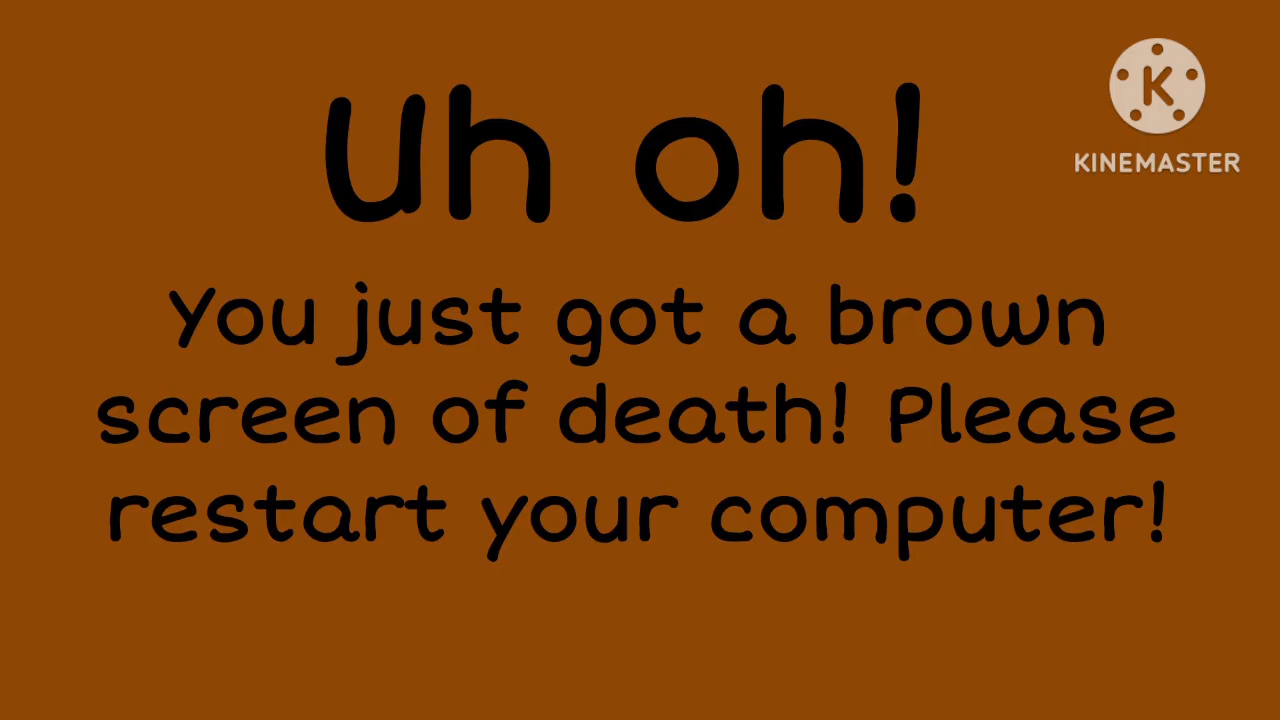 Uh oh!
K
KINEMASTER
You just got a brown
screen of death! Please
restart your computer!